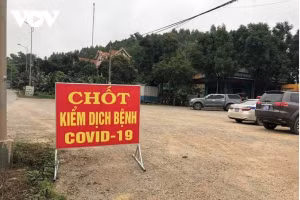 VOV
CHỐT
KIỂM DỊCH BỆNH
COVID-19